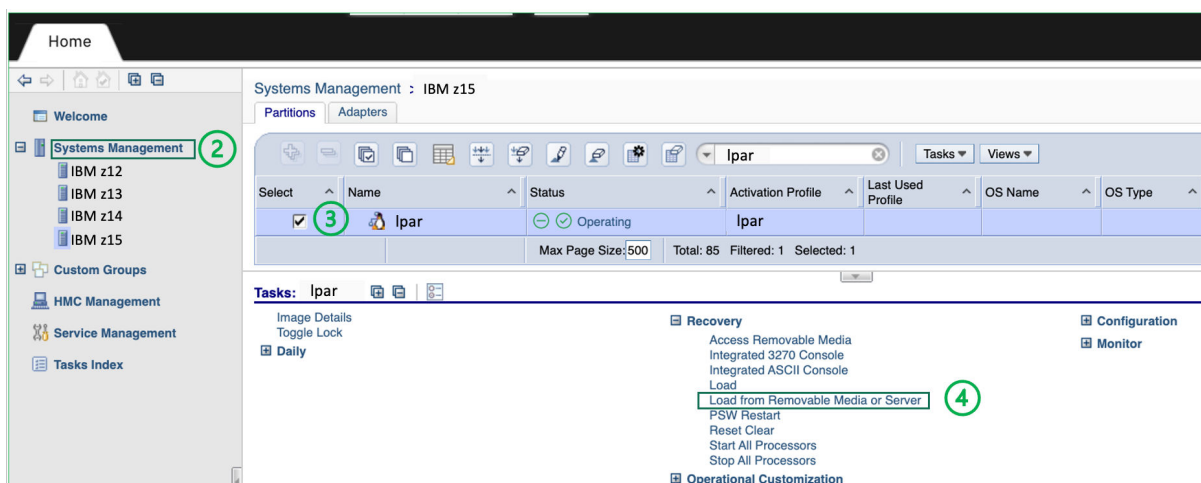 Home
Systems Management : IBM z15
Partitions Adapters
Welcome
Systems Management 2
IBM z12
IBM z13
IBM z14
IBM z15
Custom Groups
HMC Management
Service Management
Tasks Index
lpar Tasks Views
Select Name Status Activation Profile Last Used Profile OS Name OS Type
3 lpar Operating lpar
Max Page Size: 500 Total: 85 Filtered: 1 Selected: 1
Tasks: lpar
Image Details
Toggle Lock
Daily
Recovery
Access Removable Media
Integrated 3270 Console
Integrated ASCII Console
Load
Load from Removable Media or Server 4
PSW Restart
Reset Clear
Start All Processors
Stop All Processors
Operational Customization
Configuration
Monitor